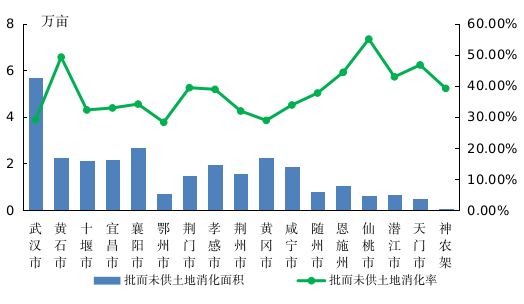 万亩
8
6
4
2
0
60.00%
50.00%
40.00%
30.00%
20.00%
10.00%
0.00%
武汉市
黄石市
十堰市
宜昌市
襄阳市
鄂州市
荆门市
孝感市
荆州市
黄冈市
咸宁市
随州市
恩施州
仙桃市
潜江市
天门市
神农架
批而未供土地消化面积
批而未供土地消化率